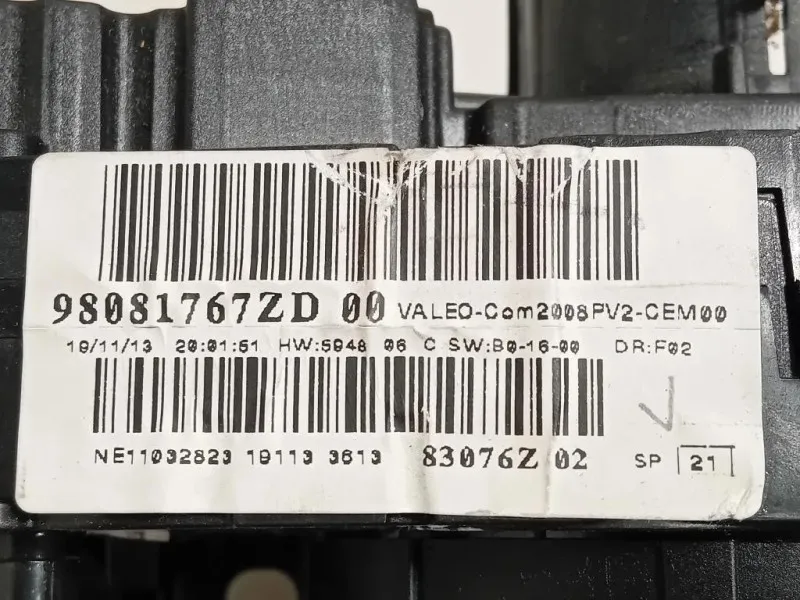 98081767ZD 00 VALEO-Com2008PV2-CEM00
19/11/13 20:01:51 HW:5948 06 C SW:B0-16-00 DR:F02
NE11032823 19113 3613 83076Z 02 SP 21